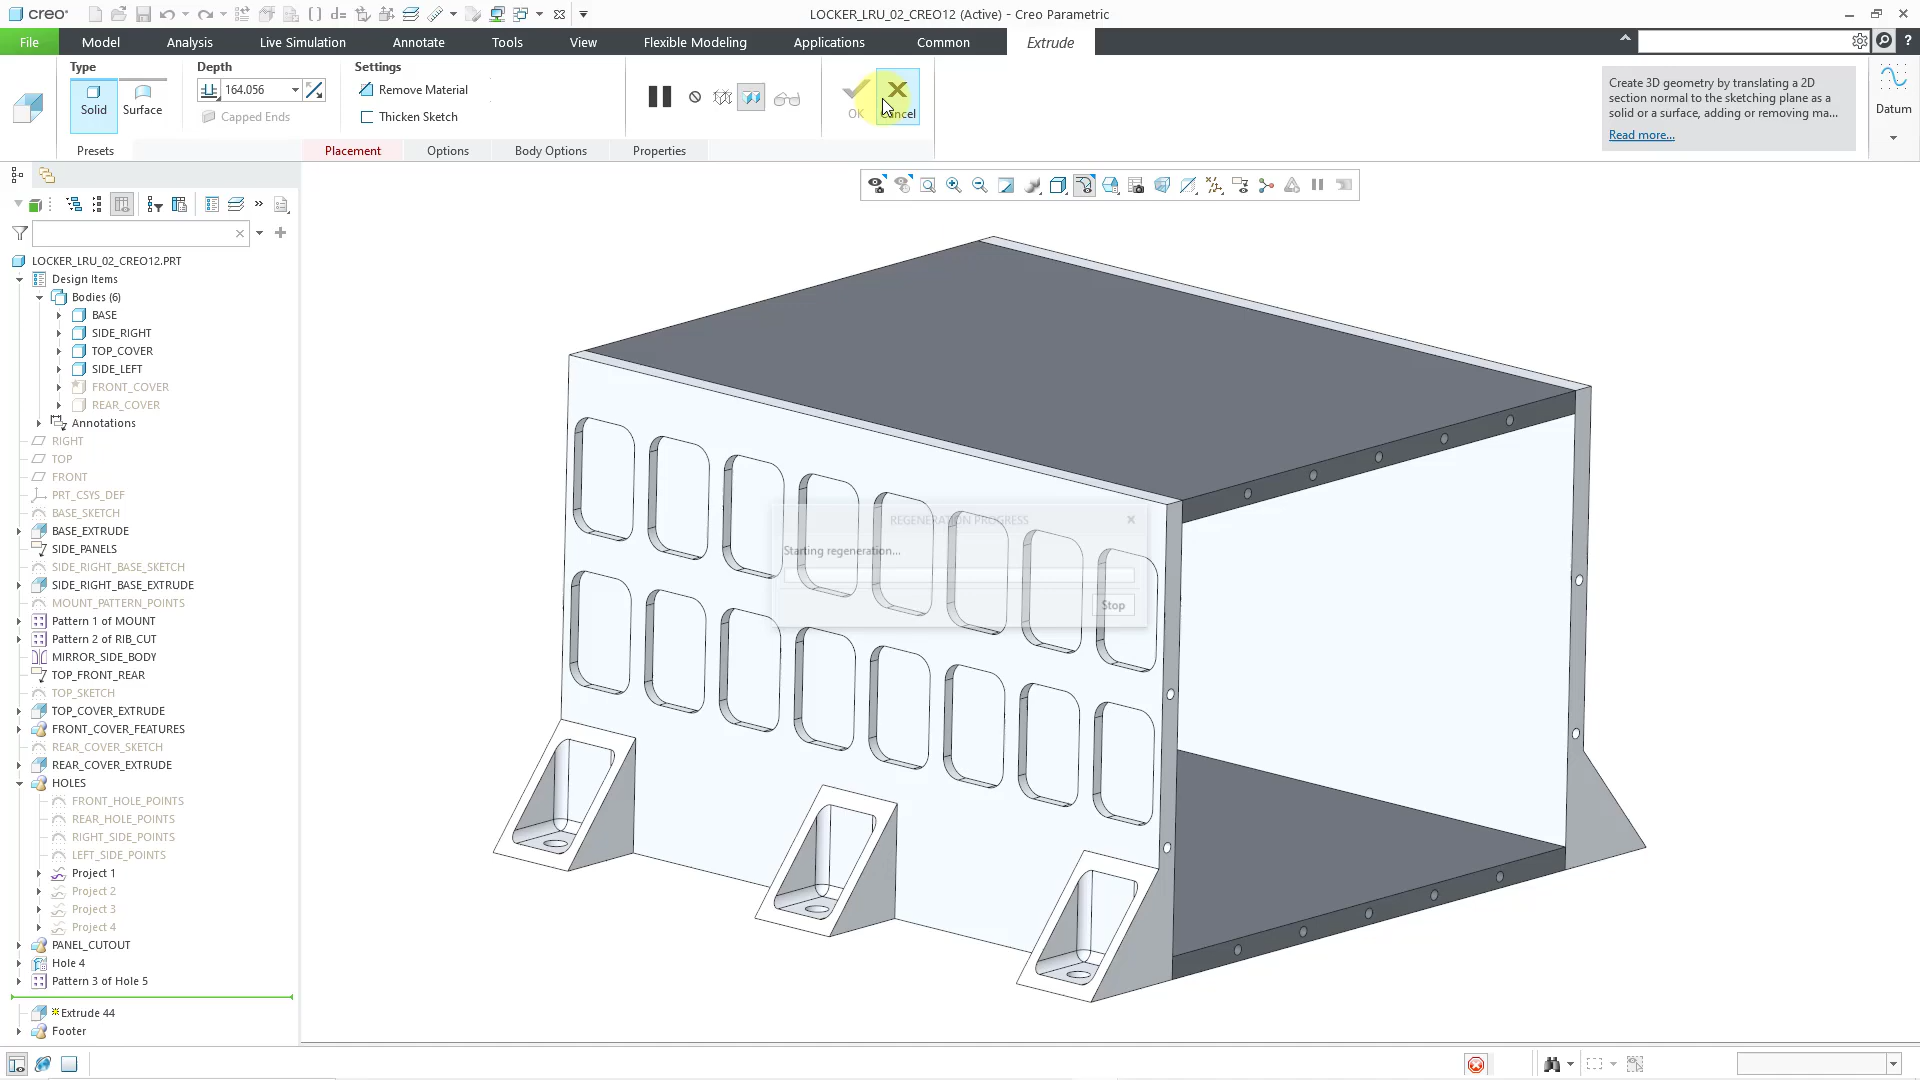 creo
LOCKER_LRU_02_CREO12 (Active) - Creo Parametric
File
Model
Analysis
Live Simulation
Annotate
Tools
View
Flexible Modeling
Applications
Common
Extrude
Type
Depth
Settings
Solid
Surface
164.056
Capped Ends
Remove Material
Thicken Sketch
OK
Cancel
Create 3D geometry by translating a 2D
section normal to the sketching plane as a
solid or a surface, adding or removing ma...
Read more...
Datum
Presets
Placement
Options
Body Options
Properties
LOCKER_LRU_02_CREO12.PRT
Design Items
Bodies (6)
BASE
SIDE_RIGHT
TOP_COVER
SIDE_LEFT
FRONT_COVER
REAR_COVER
Annotations
RIGHT
TOP
FRONT
PRT_CSYS_DEF
BASE_SKETCH
BASE_EXTRUDE
SIDE_PANELS
SIDE_RIGHT_BASE_SKETCH
SIDE_RIGHT_BASE_EXTRUDE
MOUNT_PATTERN_POINTS
Pattern 1 of MOUNT
Pattern 2 of RIB_CUT
MIRROR_SIDE_BODY
TOP_FRONT_REAR
TOP_SKETCH
TOP_COVER_EXTRUDE
FRONT_COVER_FEATURES
REAR_COVER_SKETCH
REAR_COVER_EXTRUDE
HOLES
FRONT_HOLE_POINTS
REAR_HOLE_POINTS
RIGHT_SIDE_POINTS
LEFT_SIDE_POINTS
Project 1
Project 2
Project 3
Project 4
PANEL_CUTOUT
Hole 4
Pattern 3 of Hole 5
Extrude 44
Footer
REGENERATION PROGRESS
Starting regeneration...
Stop